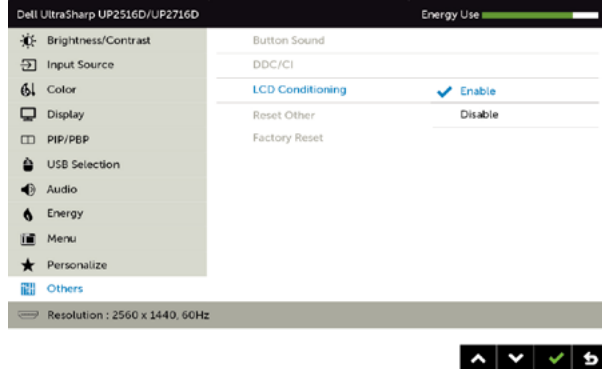 Dell UltraSharp UP2516D/UP2716D Energy Use
Brightness/Contrast Button Sound
Input Source DDC/CI
Color LCD Conditioning Enable
Display Reset Other Disable
PIP/PBP Factory Reset
USB Selection
Audio
Energy
Menu
Personalize
Others
Resolution : 2560 x 1440, 60Hz